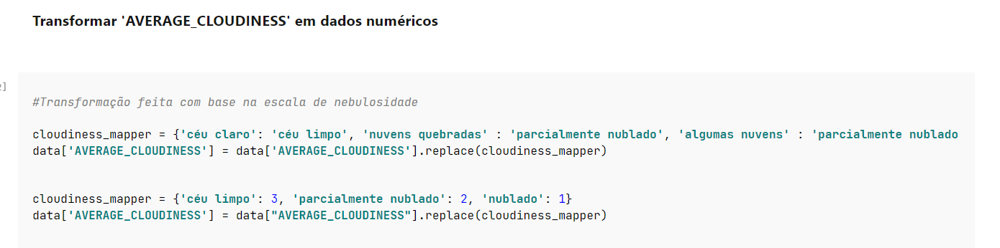 Transformar 'AVERAGE_CLOUDINESS' em dados numéricos
2]
#Transformação feita com base na escala de nebulosidade
cloudiness_mapper = {'céu claro': 'céu limpo', 'nuvens quebradas' : 'parcialmente nublado', 'algumas nuvens' : 'parcialmente nublado
data['AVERAGE_CLOUDINESS'] = data['AVERAGE_CLOUDINESS'].replace(cloudiness_mapper)
cloudiness_mapper = {'céu limpo': 3, 'parcialmente nublado': 2, 'nublado': 1}
data['AVERAGE_CLOUDINESS'] = data["AVERAGE_CLOUDINESS"].replace(cloudiness_mapper)